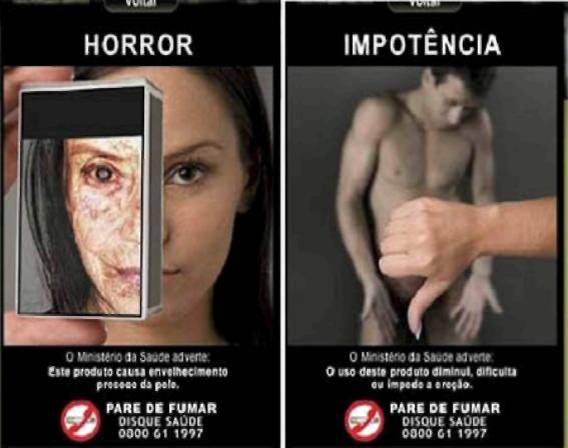 Voltar
HORROR
O Ministério da Saúde adverte:
Este produto causa envelhecimento
precoce da pele.
PARE DE FUMAR
DISQUE SAÚDE
0800 61 1997
Voltar
IMPOTÊNCIA
O Ministério da Saúde adverte:
O uso deste produto diminui, dificulta
ou impede a ereção.
PARE DE FUMAR
DISQUE SAÚDE
0800 61 1997